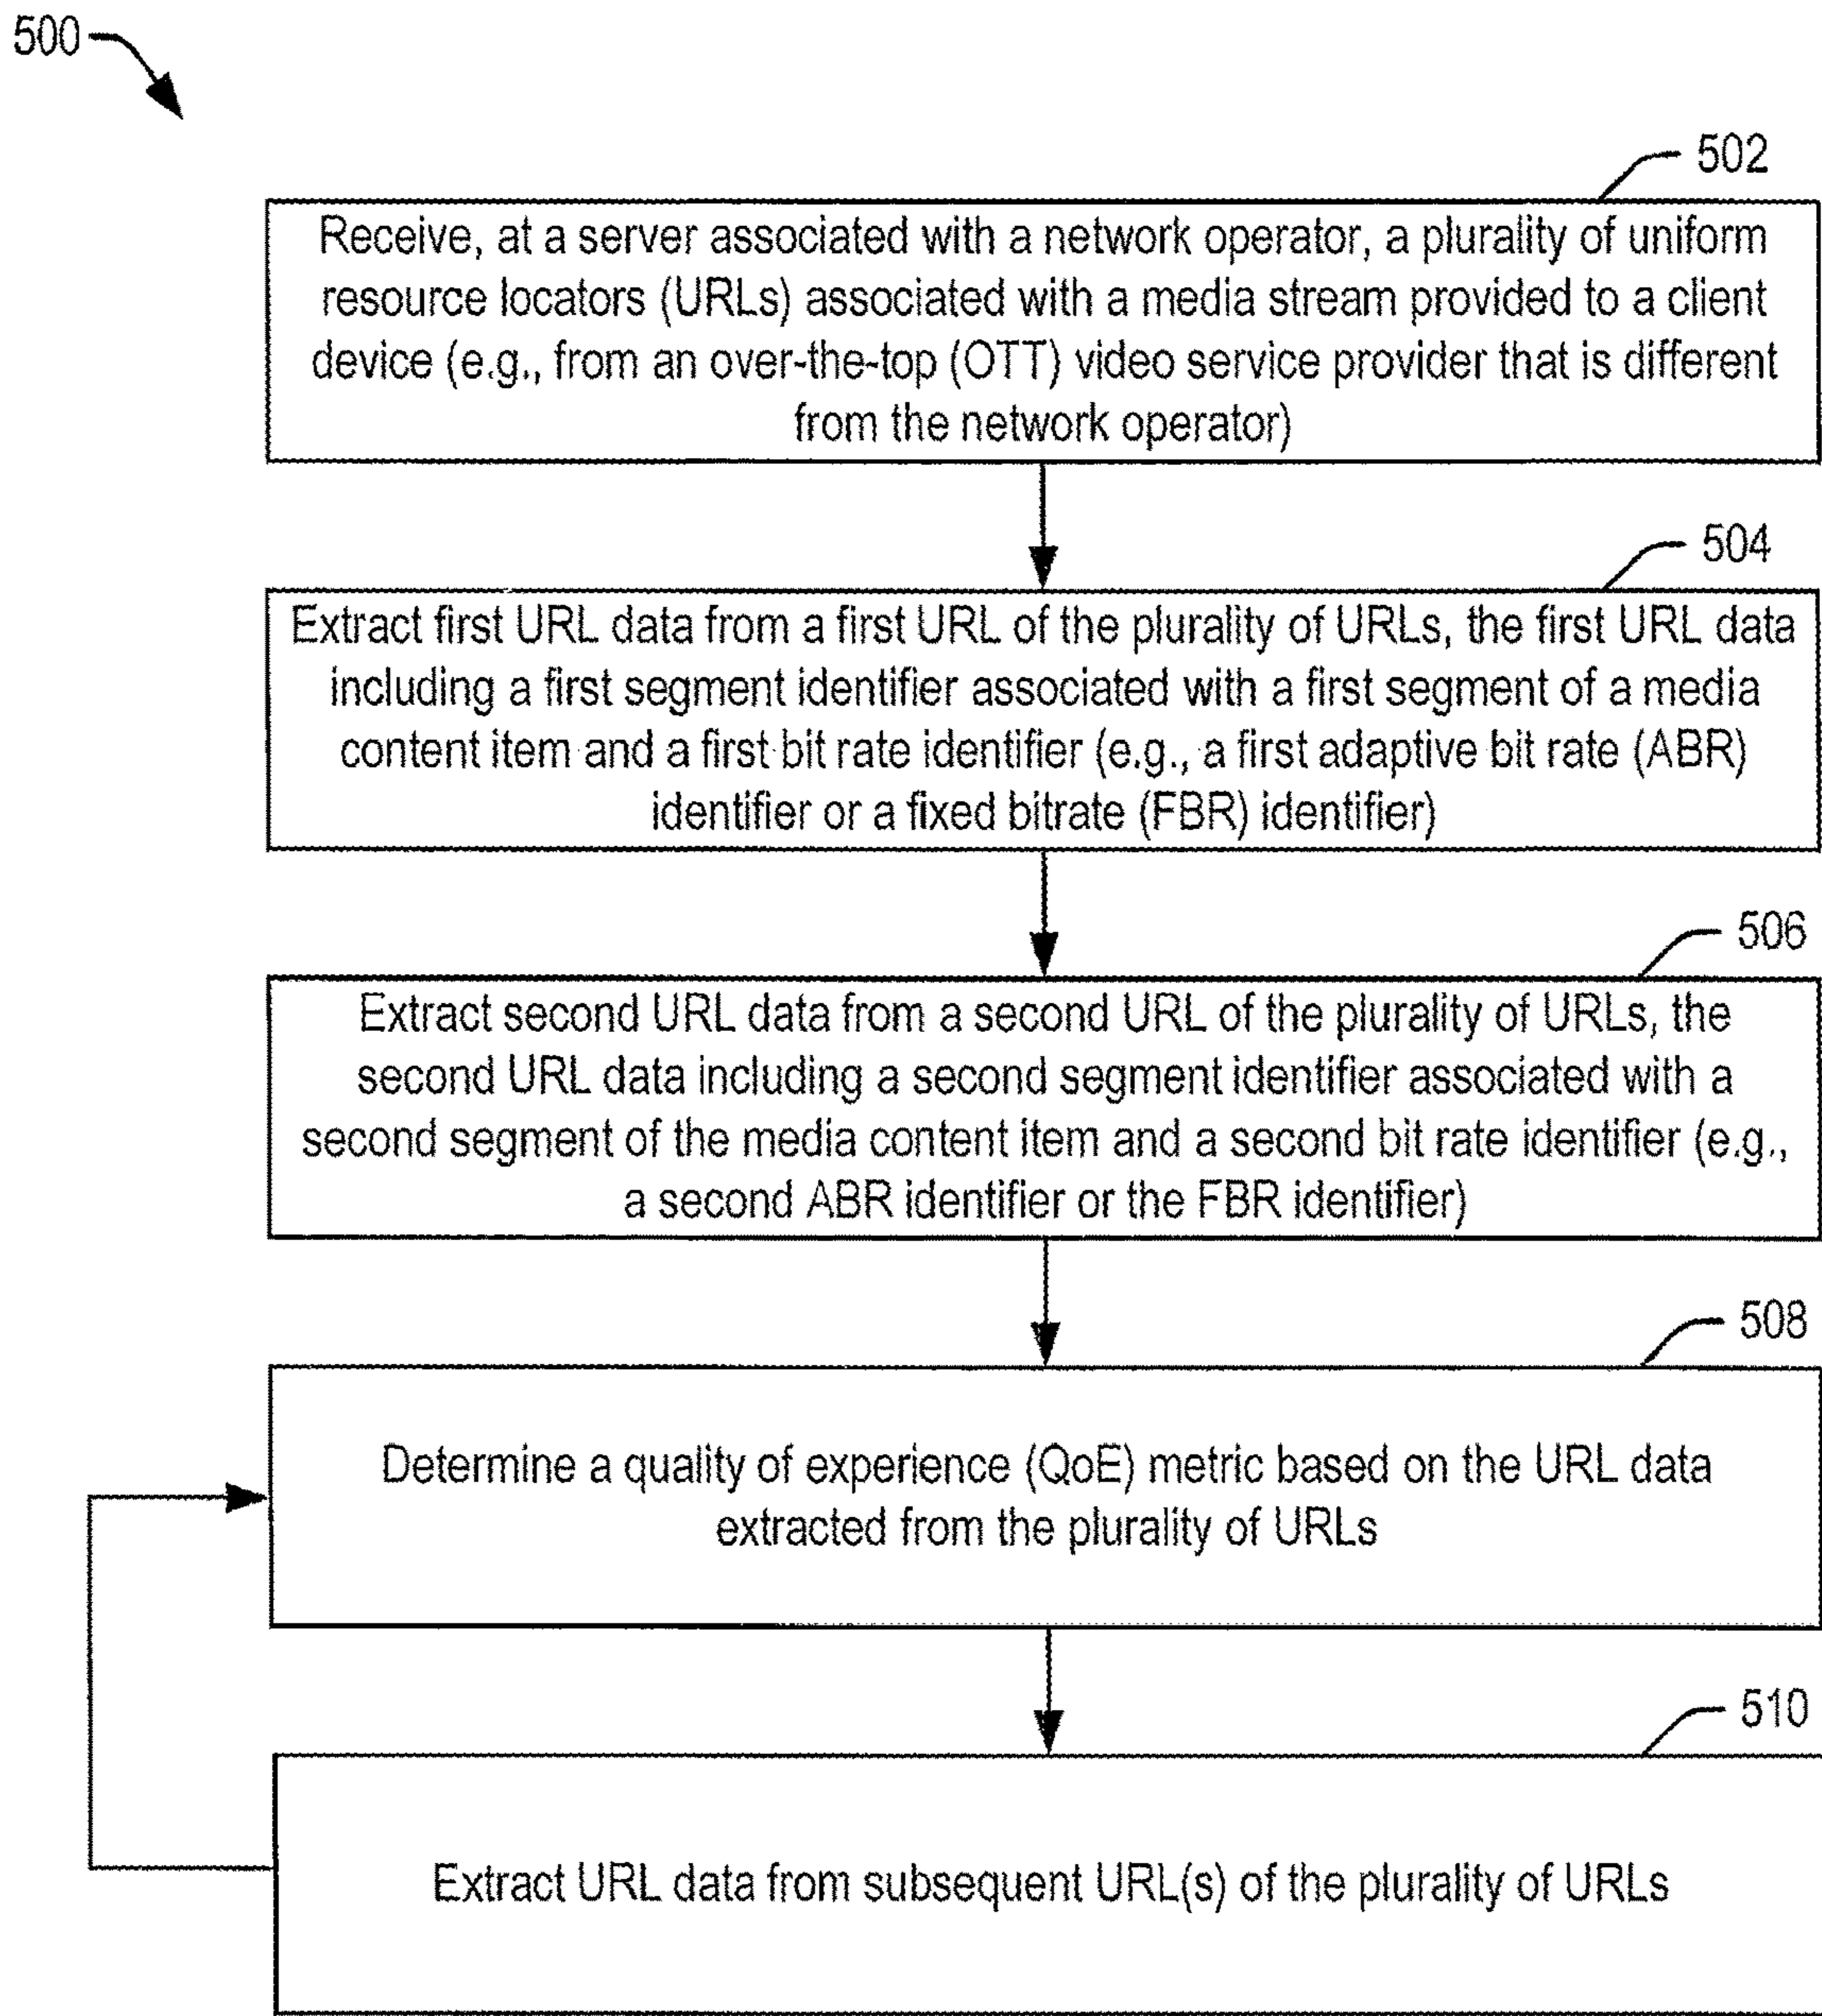 500
502
Receive, at a server associated with a network operator, a plurality of uniform
resource locators (URLs) associated with a media stream provided to a client
device (e.g., from an over-the-top (OTT) video service provider that is different
from the network operator)
504
Extract first URL data from a first URL of the plurality of URLs, the first URL data
including a first segment identifier associated with a first segment of a media
content item and a first bit rate identifier (e.g., a first adaptive bit rate (ABR)
identifier or a fixed bitrate (FBR) identifier)
506
Extract second URL data from a second URL of the plurality of URLs, the
second URL data including a second segment identifier associated with a
second segment of the media content item and a second bit rate identifier (e.g.,
a second ABR identifier or the FBR identifier)
508
Determine a quality of experience (QoE) metric based on the URL data
extracted from the plurality of URLs
510
Extract URL data from subsequent URL(s) of the plurality of URLs